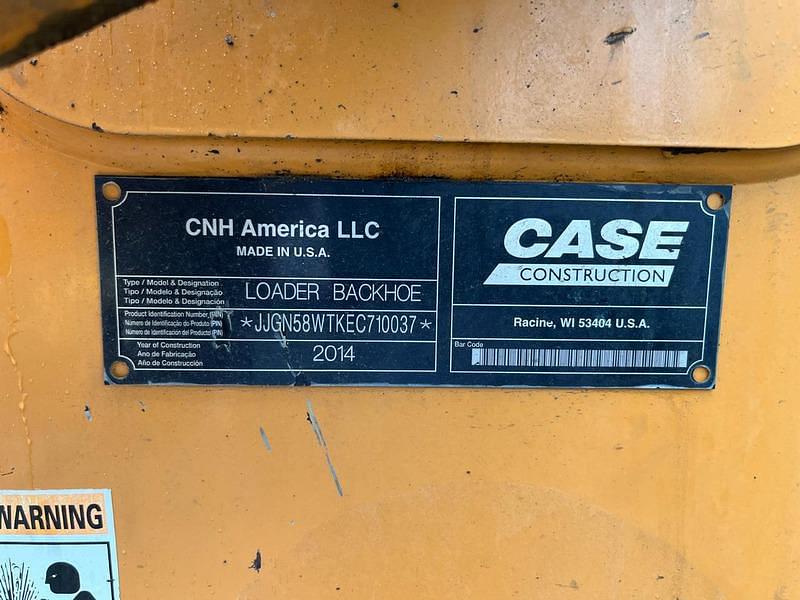 CNH America LLC
MADE IN U.S.A.
Type / Model & Designation
Tipo / Modelo & Designação
Tipo / Modelo & Designación
LOADER BACKHOE
Product Identification Number (PIN)
Número de Identificação do Produto (PIN)
Número de Identificación del Producto (PIN)
*JJGN58WTKEC710037*
Year of Construction
Ano de Fabricação
Año de Construcción
2014
CASE
CONSTRUCTION
Racine, WI 53404 U.S.A.
Bar Code
WARNING